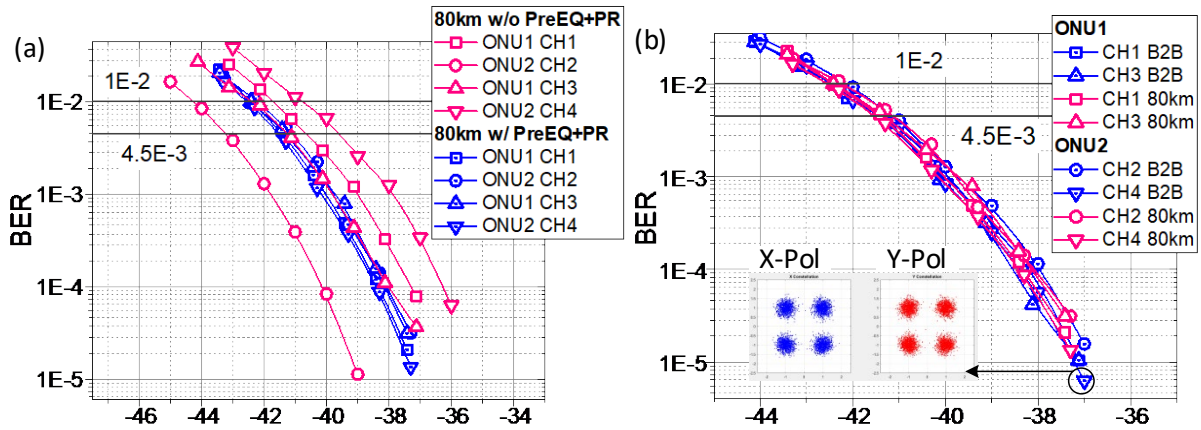 (a)
80km w/o PreEQ+PR
ONU1 CH1
ONU2 CH2
ONU1 CH3
ONU2 CH4
80km w/ PreEQ+PR
ONU1 CH1
ONU2 CH2
ONU1 CH3
ONU2 CH4
1E-2
4.5E-3
BER
1E-2
1E-3
1E-4
1E-5
-46 -44 -42 -40 -38 -36 -34
(b)
ONU1
CH1 B2B
CH3 B2B
CH1 80km
CH3 80km
ONU2
CH2 B2B
CH4 B2B
CH2 80km
CH4 80km
1E-2
4.5E-3
BER
1E-2
1E-3
1E-4
1E-5
X-Pol Y-Pol
-44 -42 -40 -38 -36